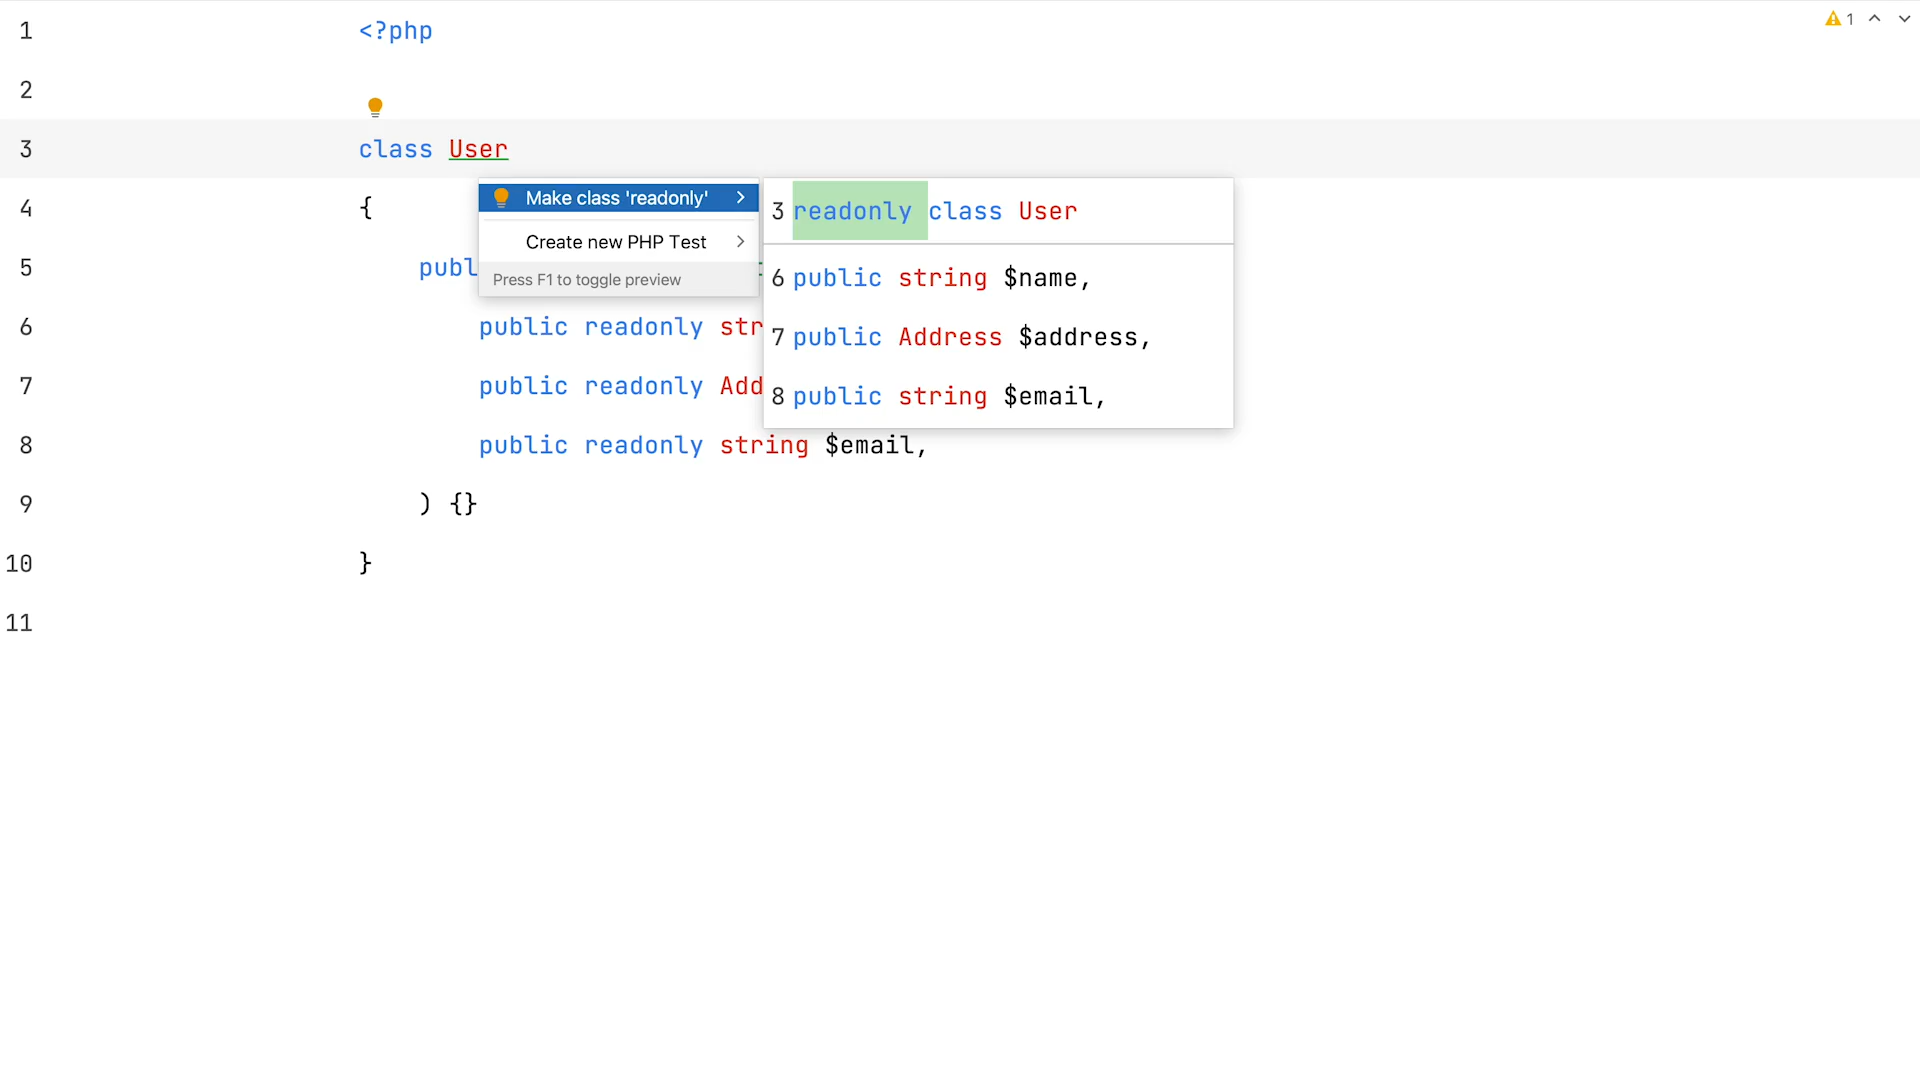 1 <?php
2
3 class User
4 {
5 publ
6 public readonly str
7 public readonly Add
8 public readonly string $email,
9 ) {}
10 }
11
Make class 'readonly'
Create new PHP Test
Press F1 to toggle preview
3 readonly class User
6 public string $name,
7 public Address $address,
8 public string $email,
1